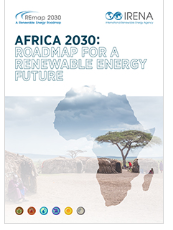 REmap 2030
A Renewable Energy Roadmap
IRENA
International Renewable Energy Agency
AFRICA 2030:
ROADMAP FOR A
RENEWABLE ENERGY
FUTURE